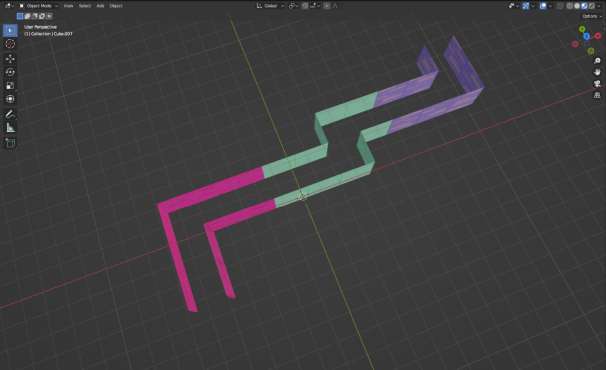 Object Mode View Select Add Object Global
Options
User Perspective
(1) Collection | Cube.007